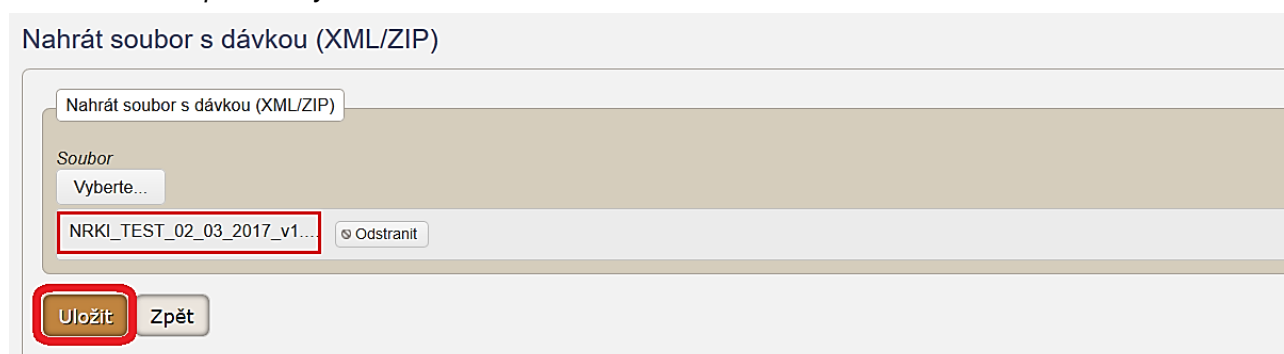 Nahrát soubor s dávkou (XML/ZIP)
Nahrát soubor s dávkou (XML/ZIP)
Soubor
Vyberte...
NRKI_TEST_02_03_2017_v1.... Odstranit
Uložit Zpět